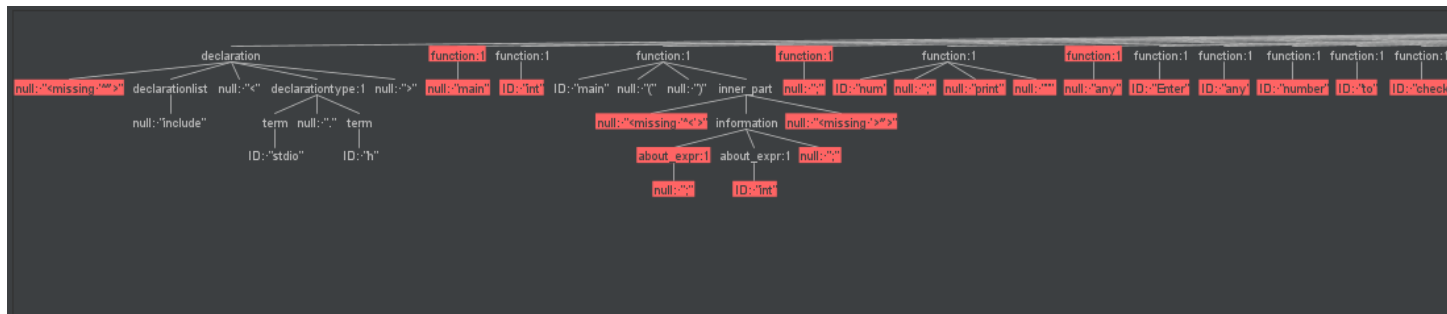 declaration function:1 function:1 function:1 function:1 function:1 function:1 function:1 function:1 function:1 function:1 function:1
null:·"<missing·'^'">" declarationlist null:·"<" declarationtype:1 null:·">" null:·"main" ID:·"int" ID:·"main" null:·"(" null:·")" inner_part null:·";" ID:·"num" null:·";" null:·"print" null:·""" null:·"any" ID:·"Enter" ID:·"any" ID:·"number" ID:·"to" ID:·"check
null:·"include" term null:·"." term null:·"<missing·'^<'>" information null:·"<missing·'>'">"
ID:·"stdio" ID:·"h" about_expr:1 about_expr:1 null:·";"
null:·";" ID:·"int"